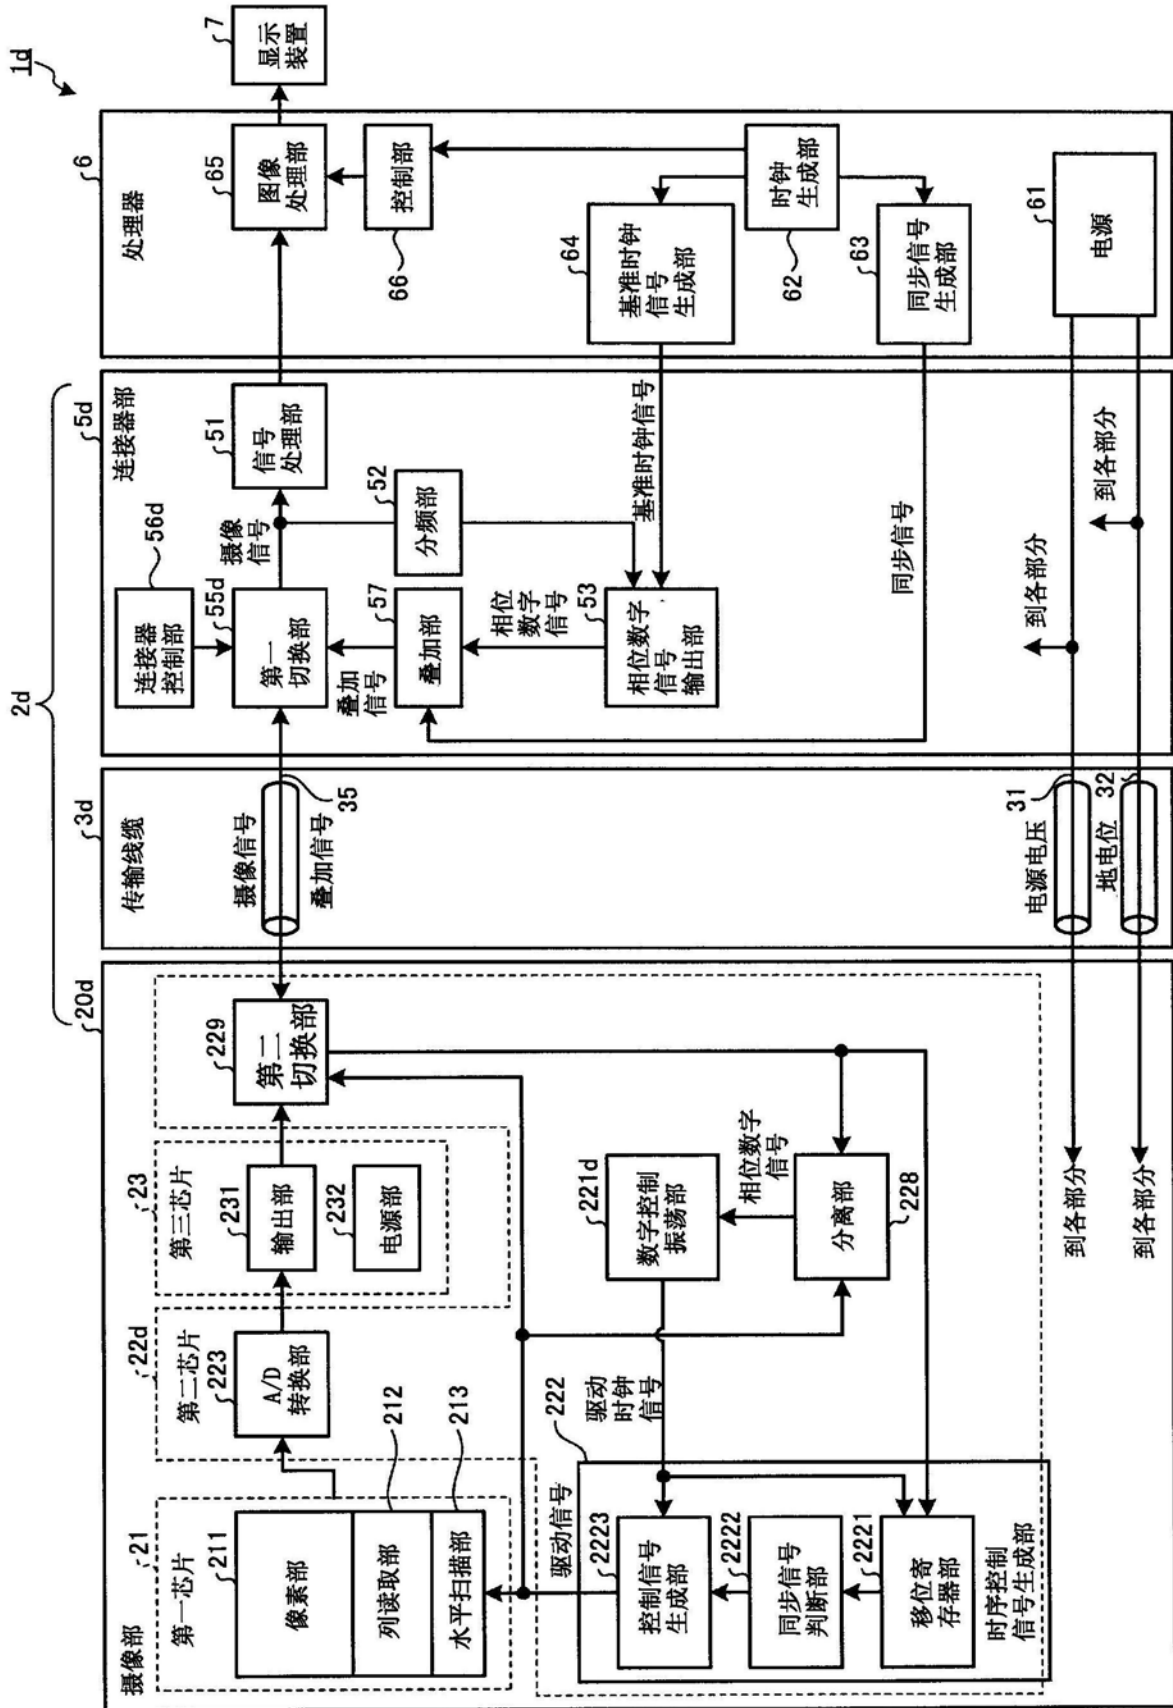 1d
2d
20d
摄像部
21
第一芯片
211
像素部
212
列读取部
213
水平扫描部
22d
第二芯片
223
A/D
转换部
23
第三芯片
231
输出部
232
电源部
229
第二
切换部
驱动信号
222
驱动
时钟
信号
221d
数字控制
振荡部
相位数字
信号
228
分离部
2223
控制信号
生成部
2222
同步信号
判断部
2221
移位寄
存器部
时序控制
信号生成部
到各部分
到各部分
3d
传输线缆
摄像信号
叠加信号
35
电源电压
31
地电位
32
5d
连接器部
56d
连接器
控制部
55d
第一
切换部
摄像
信号
51
信号
处理部
52
分频部
叠加
信号
57
叠加部
相位
数字
信号
53
相位数字
信号
输出部
基准时钟信号
同步信号
到各部分
到各部分
6
处理器
65
图像
处理部
66
控制部
64
基准时钟
信号
生成部
62
时钟
生成部
63
同步信号
生成部
61
电源
7
显示
装置